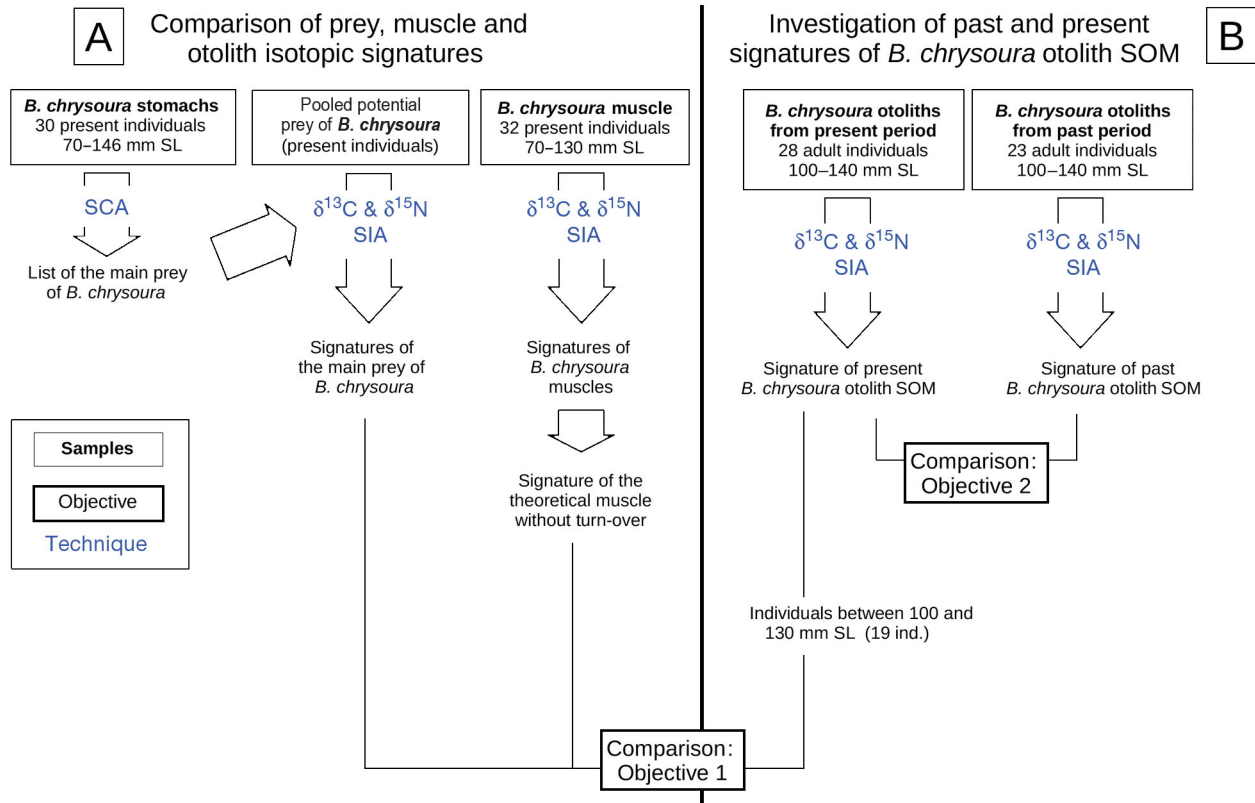 A
Comparison of prey, muscle and
otolith isotopic signatures
B. chrysoura stomachs
30 present individuals
70–146 mm SL
SCA
List of the main prey
of B. chrysoura
Pooled potential
prey of B. chrysoura
(present individuals)
δ13C & δ15N
SIA
Signatures of
the main prey of
B. chrysoura
B. chrysoura muscle
32 present individuals
70–130 mm SL
δ13C & δ15N
SIA
Signatures of
B. chrysoura
muscles
Signature of the
theoretical muscle
without turn-over
Samples
Objective
Technique
Comparison:
Objective 1
Investigation of past and present
signatures of B. chrysoura otolith SOM
B
B. chrysoura otoliths
from present period
28 adult individuals
100–140 mm SL
δ13C & δ15N
SIA
Signature of present
B. chrysoura otolith SOM
B. chrysoura otoliths
from past period
23 adult individuals
100–140 mm SL
δ13C & δ15N
SIA
Signature of past
B. chrysoura otolith SOM
Comparison:
Objective 2
Individuals between 100 and
130 mm SL (19 ind.)